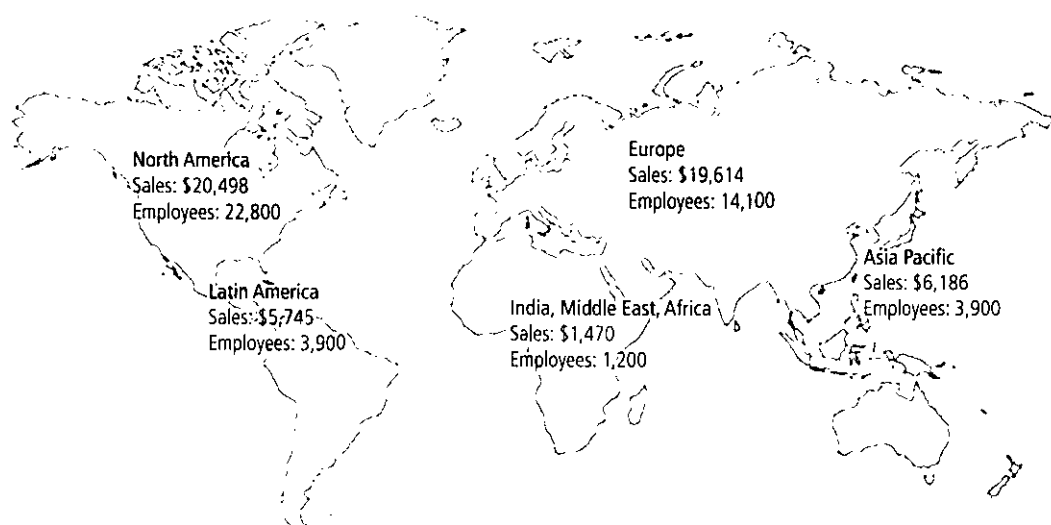 North America
Sales: $20,498
Employees: 22,800
Europe
Sales: $19,614
Employees: 14,100
Latin America
Sales: $5,745
Employees: 3,900
India, Middle East, Africa
Sales: $1,470
Employees: 1,200
Asia Pacific
Sales: $6,186
Employees: 3,900